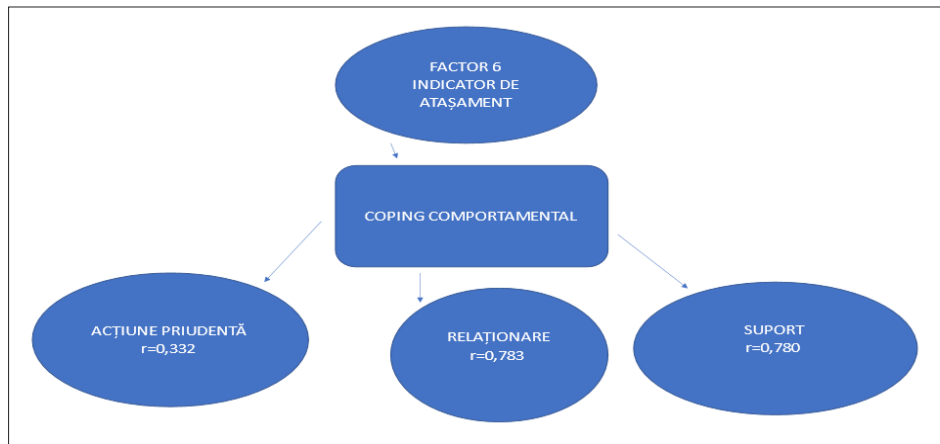 FACTOR 6
INDICATOR DE
ATAȘAMENT
COPING COMPORTAMENTAL
ACȚIUNE PRIUDENTĂ
r=0,332
RELAȚIONARE
r=0,783
SUPORT
r=0,780